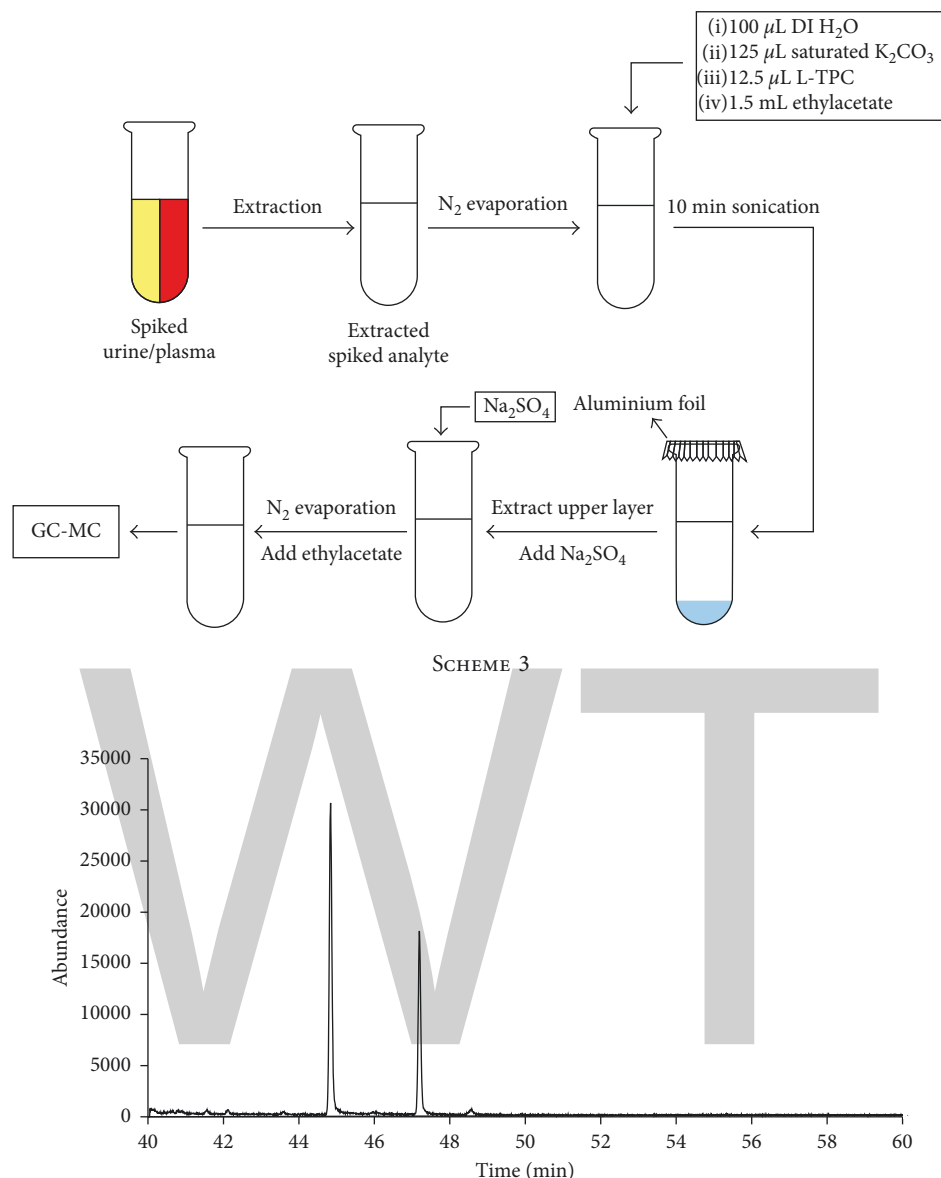 (i) 100 μL DI H₂O
(ii) 125 μL saturated K₂CO₃
(iii) 12.5 μL L-TPC
(iv) 1.5 mL ethylacetate
Extraction
N₂ evaporation
10 min sonication
Spiked
urine/plasma
Extracted
spiked analyte
Na₂SO₄
Aluminium foil
GC-MC
N₂ evaporation
Add ethylacetate
Extract upper layer
Add Na₂SO₄
SCHEME 3
WT
35000
30000
25000
20000
15000
10000
5000
0
Abundance
40 42 44 46 48 50 52 54 56 58 60
Time (min)